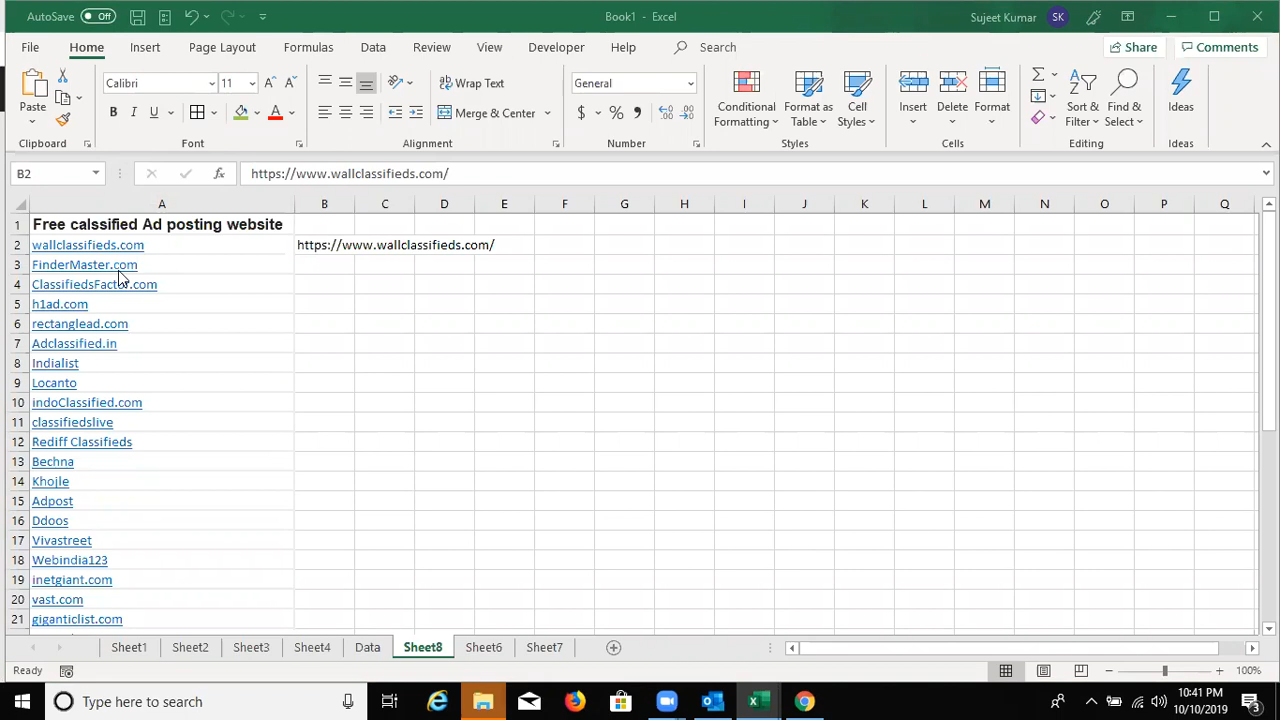 AutoSave Off Book1 - Excel Sujeet Kumar SK
File Home Insert Page Layout Formulas Data Review View Developer Help Search Share Comments
Calibri 11 Wrap Text General
Paste B I U Merge & Center $ % Conditional Formatting Format as Table Cell Styles Insert Delete Format Sort & Filter Find & Select Ideas
Clipboard Font Alignment Number Styles Cells Editing Ideas
B2 fx https://www.wallclassifieds.com/
A B C D E F G H I J K L M N O P Q
1 Free calssified Ad posting website
2 wallclassifieds.com https://www.wallclassifieds.com/
3 FinderMaster.com
4 ClassifiedsFactor.com
5 h1ad.com
6 rectanglead.com
7 Adclassified.in
8 Indialist
9 Locanto
10 indoClassified.com
11 classifiedslive
12 Rediff Classifieds
13 Bechna
14 Khojle
15 Adpost
16 Ddoos
17 Vivastreet
18 Webindia123
19 inetgiant.com
20 vast.com
21 giganticlist.com
Sheet1 Sheet2 Sheet3 Sheet4 Data Sheet8 Sheet6 Sheet7
Ready 100%
Type here to search 10:41 PM
10/10/2019 3